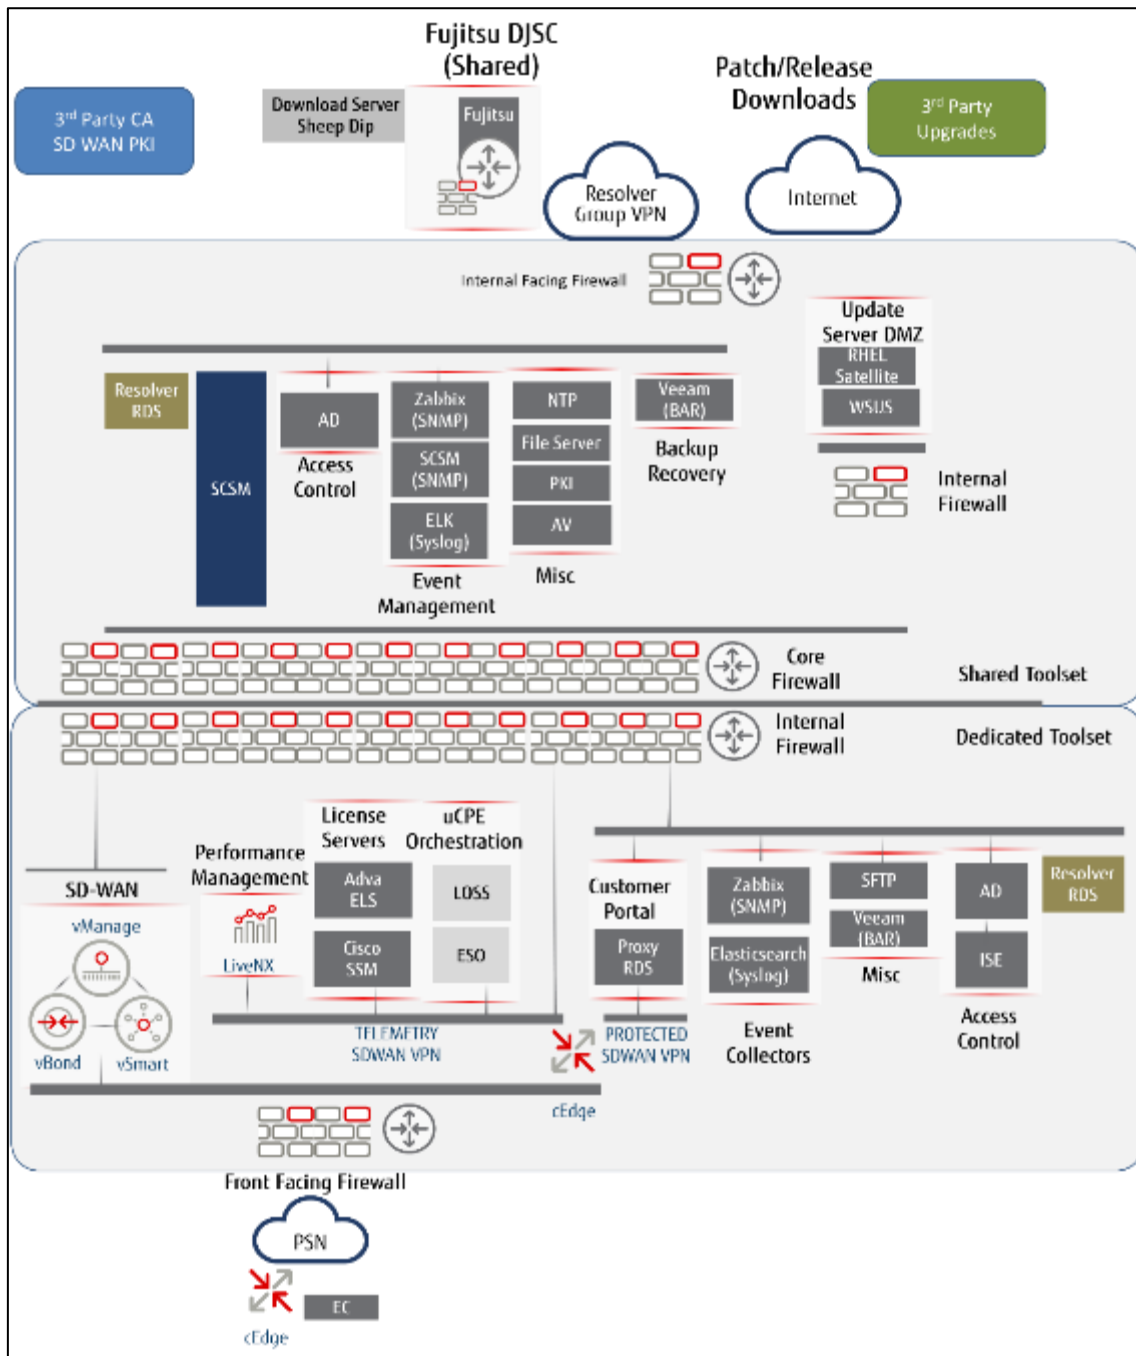 Fujitsu DJSC
(Shared)
Patch/Release
Downloads
3rd Party CA
SD WAN PKI
Download Server
Sheep Dip
Fujitsu
3rd Party
Upgrades
Resolver
Group VPN
Internet
Internal Facing Firewall
Update
Server DMZ
RHEL
Satellite
WSUS
Internal
Firewall
Resolver
RDS
SCSM
AD
Access
Control
Zabbix
(SNMP)
SCSM
(SNMP)
ELK
(Syslog)
Event
Management
NTP
File Server
PKI
AV
Misc
Veeam
(BAR)
Backup
Recovery
Core
Firewall
Shared Toolset
Internal
Firewall
Dedicated Toolset
SD-WAN
vManage
vBond
vSmart
Performance
Management
LiveNX
License
Servers
Adva
ELS
Cisco
SSM
uCPE
Orchestration
LOSS
ESO
TELEMETRY
SDWAN VPN
cEdge
Customer
Portal
Proxy
RDS
PROTECTED
SDWAN VPN
Zabbix
(SNMP)
Elasticsearch
(Syslog)
Event
Collectors
SFTP
Veeam
(BAR)
Misc
AD
ISE
Access
Control
Resolver
RDS
Front Facing Firewall
PSN
EC
cEdge